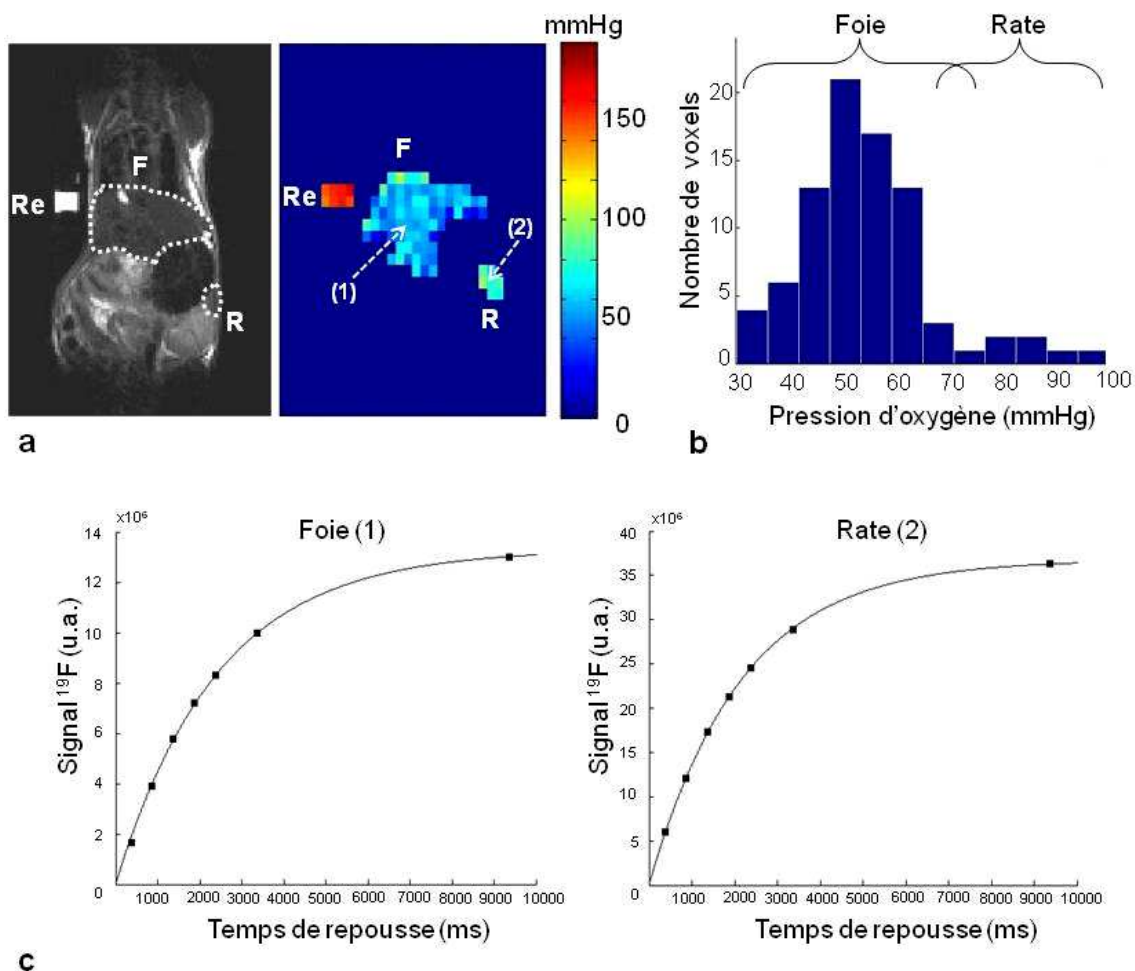 mmHg
F
Re
R
F
Re
(1)
(2)
R
150
100
50
0
a
Foie
Rate
Nombre de voxels
20
15
10
5
0
30 40 50 60 70 80 90 100
Pression d'oxygène (mmHg)
b
x10⁶
Foie (1)
Signal ¹⁹F (u.a.)
14
12
10
8
6
4
2
0
1000 2000 3000 4000 5000 6000 7000 8000 9000 10000
Temps de repousse (ms)
x10⁶
Rate (2)
Signal ¹⁹F (u.a.)
40
35
30
25
20
15
10
5
0
1000 2000 3000 4000 5000 6000 7000 8000 9000 10000
Temps de repousse (ms)
c